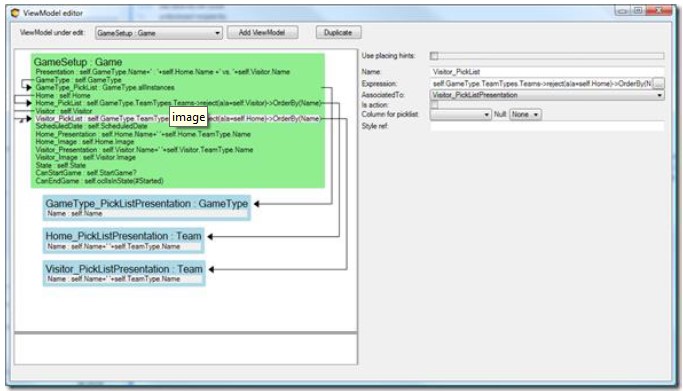 ViewModel editor
ViewModel under edit: GameSetup : Game Add ViewModel Duplicate
GameSetup : Game
Presentation : self.GameType.Name+' : '+self.Home.Name +' vs. '+self.Visitor.Name
GameType : self.GameType
GameType_PickList : GameType.allInstances
Home : self.Home
Home_PickList : self.GameType.TeamTypes.Teams->reject(a|a=self.Visitor)->OrderBy(Name)
Visitor : self.Visitor
Visitor_PickList : self.GameType.TeamTypes.Teams->reject(a|a=self.Home)->OrderBy(Name)
image
ScheduledDate : self.ScheduledDate
Home_Presentation : self.Home.Name+' '+self.Home.TeamType.Name
Home_Image : self.Home.Image
Visitor_Presentation : self.Visitor.Name+' '+self.Visitor.TeamType.Name
Visitor_Image : self.Visitor.Image
State : self.State
CanStartGame : self.StartGame?
CanEndGame : self.oclIsInState(#Started)
GameType_PickListPresentation : GameType
Name : self.Name
Home_PickListPresentation : Team
Name : self.Name+' '+self.TeamType.Name
Visitor_PickListPresentation : Team
Name : self.Name+' '+self.TeamType.Name
Use placing hints:
Name: Visitor_PickList
Expression: self.GameType.TeamTypes.Teams->reject(a|a=self.Home)->OrderBy(N ...
AssociatedTo: Visitor_PickListPresentation
Is action:
Column for picklist: Null None
Style ref: